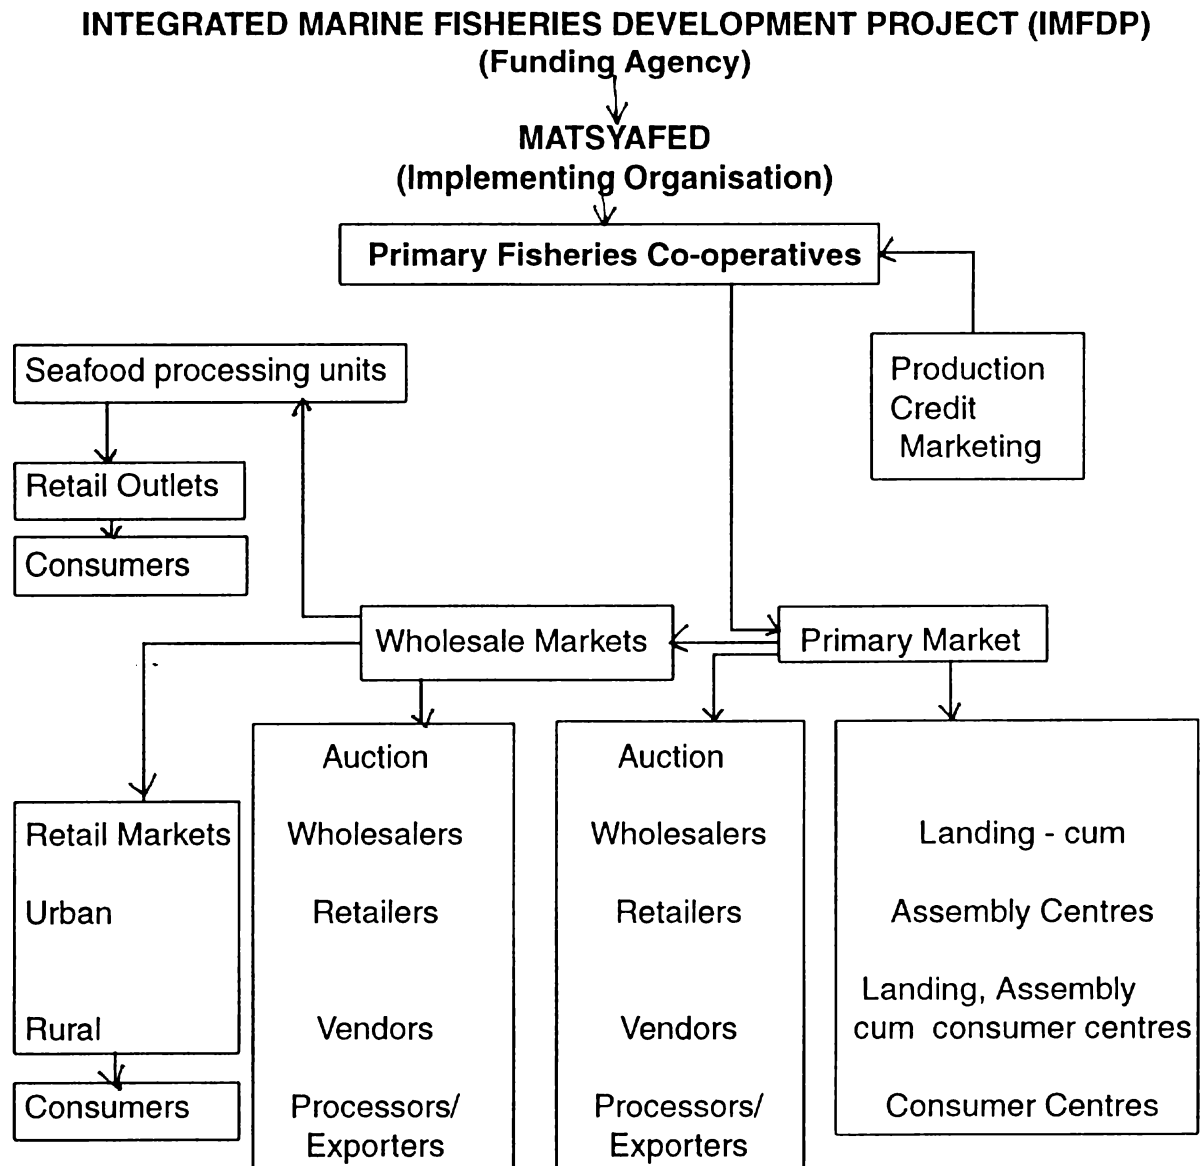 INTEGRATED MARINE FISHERIES DEVELOPMENT PROJECT (IMFDP)
(Funding Agency)
MATSYAFED
(Implementing Organisation)
Primary Fisheries Co-operatives
Production
Credit
Marketing
Seafood processing units
Retail Outlets
Consumers
Wholesale Markets
Primary Market
Retail Markets
Urban
Rural
Consumers
Auction
Wholesalers
Retailers
Vendors
Processors/
Exporters
Auction
Wholesalers
Retailers
Vendors
Processors/
Exporters
Landing - cum
Assembly Centres
Landing, Assembly
cum consumer centres
Consumer Centres